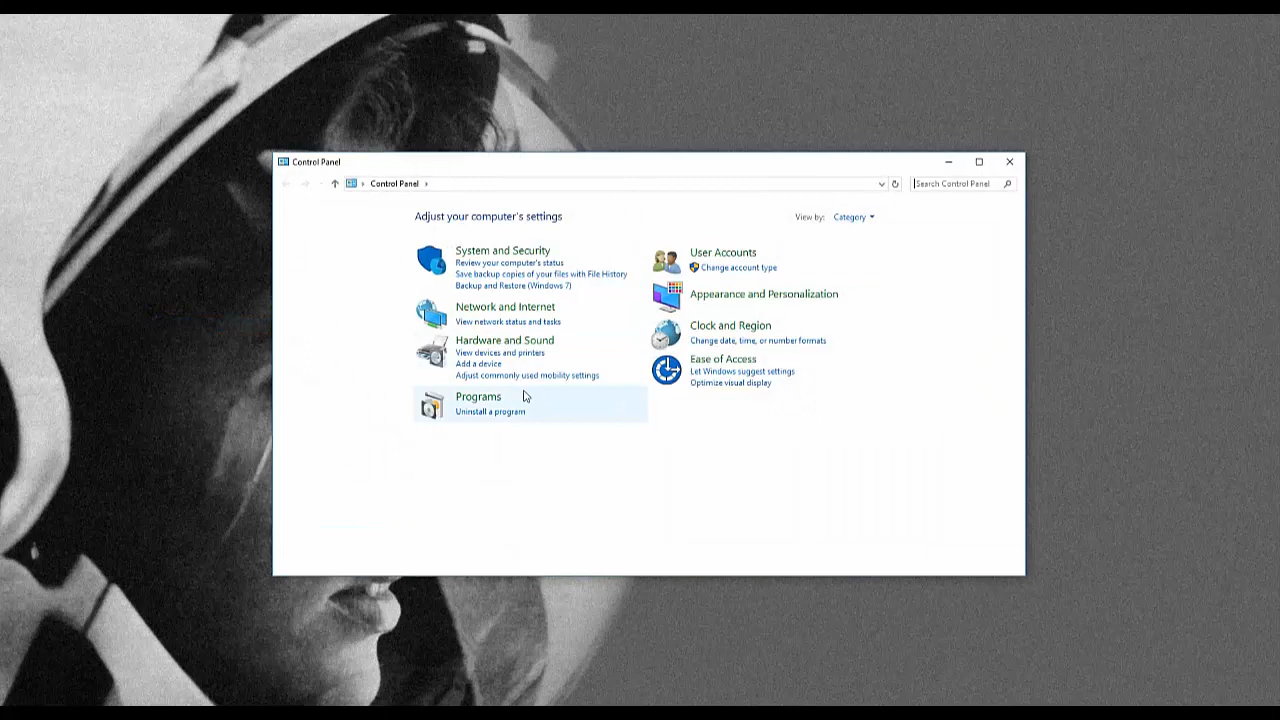 Control Panel
Control Panel
Search Control Panel
Adjust your computer's settings
View by: Category
System and Security
Review your computer's status
Save backup copies of your files with File History
Backup and Restore (Windows 7)
Network and Internet
View network status and tasks
Hardware and Sound
View devices and printers
Add a device
Adjust commonly used mobility settings
Programs
Uninstall a program
User Accounts
Change account type
Appearance and Personalization
Clock and Region
Change date, time, or number formats
Ease of Access
Let Windows suggest settings
Optimize visual display